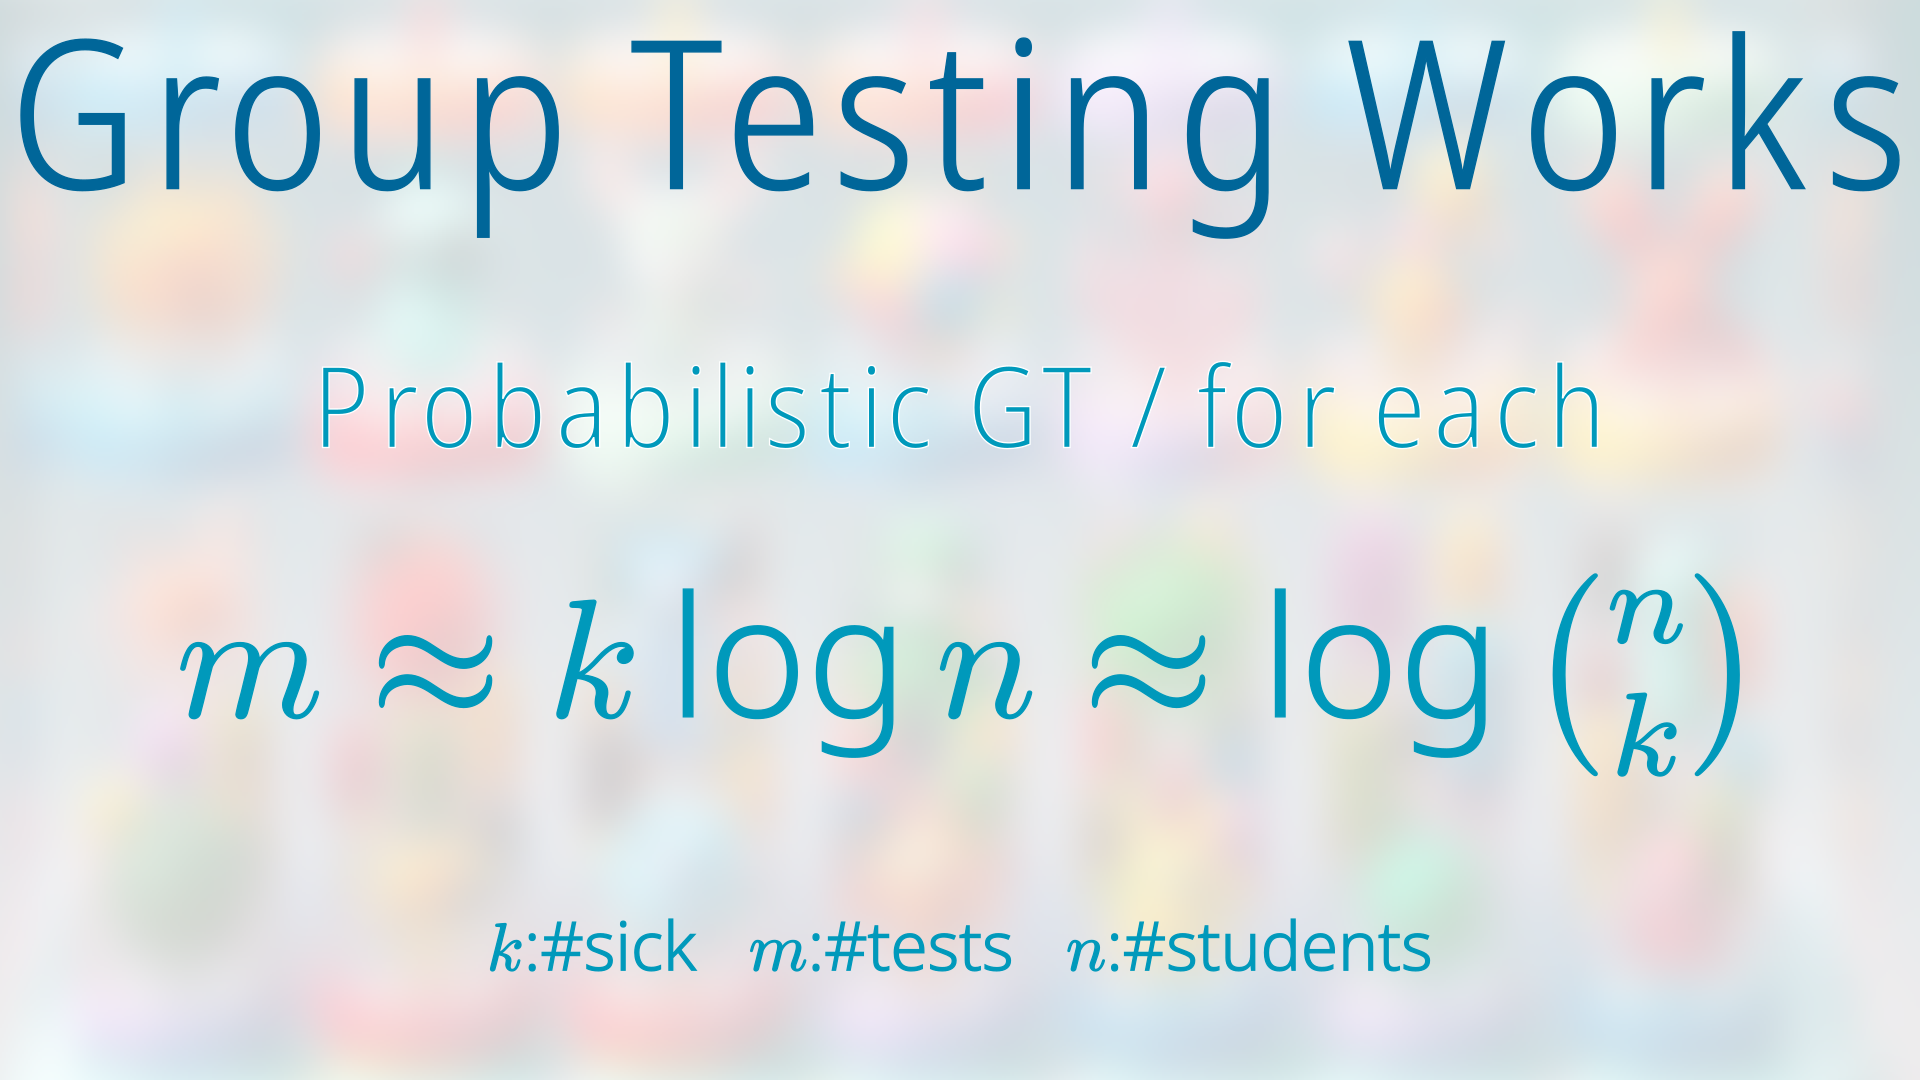 Group Testing Works
Probabilistic GT / for each
m ≈ k log n ≈ log (n k)
k:#sick m:#tests n:#students